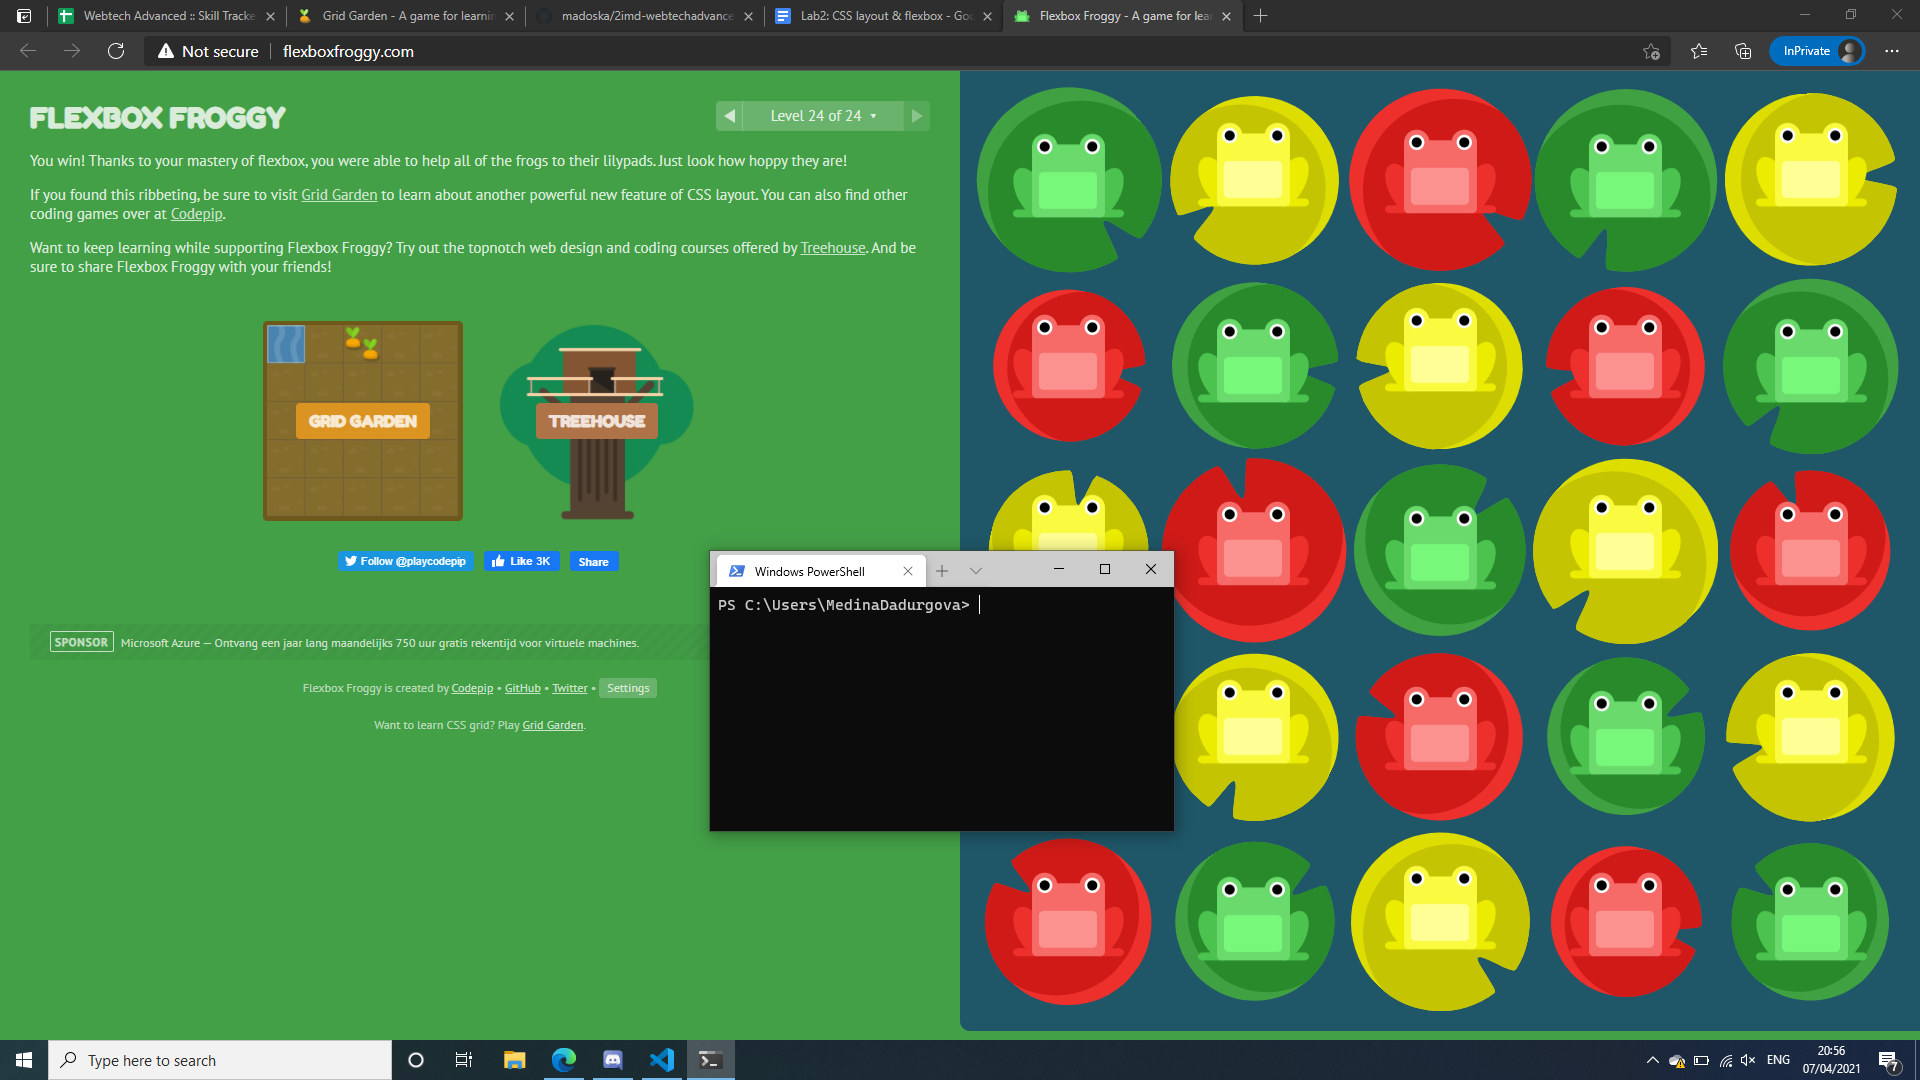 Webtech Advanced :: Skill Tracke
Grid Garden - A game for learnin
madoska/2imd-webtechadvance
Lab2: CSS layout & flexbox - Goo
Flexbox Froggy - A game for lear
Not secure
flexboxfroggy.com
InPrivate
FLEXBOX FROGGY
Level 24 of 24
You win! Thanks to your mastery of flexbox, you were able to help all of the frogs to their lilypads. Just look how hoppy they are!
If you found this ribbeting, be sure to visit Grid Garden to learn about another powerful new feature of CSS layout. You can also find other
coding games over at Codepip.
Want to keep learning while supporting Flexbox Froggy? Try out the topnotch web design and coding courses offered by Treehouse. And be
sure to share Flexbox Froggy with your friends!
GRID GARDEN
TREEHOUSE
Follow @playcodepip
Like 3K
Share
Windows PowerShell
PS C:\Users\MedinaDadurgova>
SPONSOR
Microsoft Azure — Ontvang een jaar lang maandelijks 750 uur gratis rekentijd voor virtuele machines.
Flexbox Froggy is created by Codepip • GitHub • Twitter • Settings
Want to learn CSS grid? Play Grid Garden.
Type here to search
ENG
20:56
07/04/2021
7